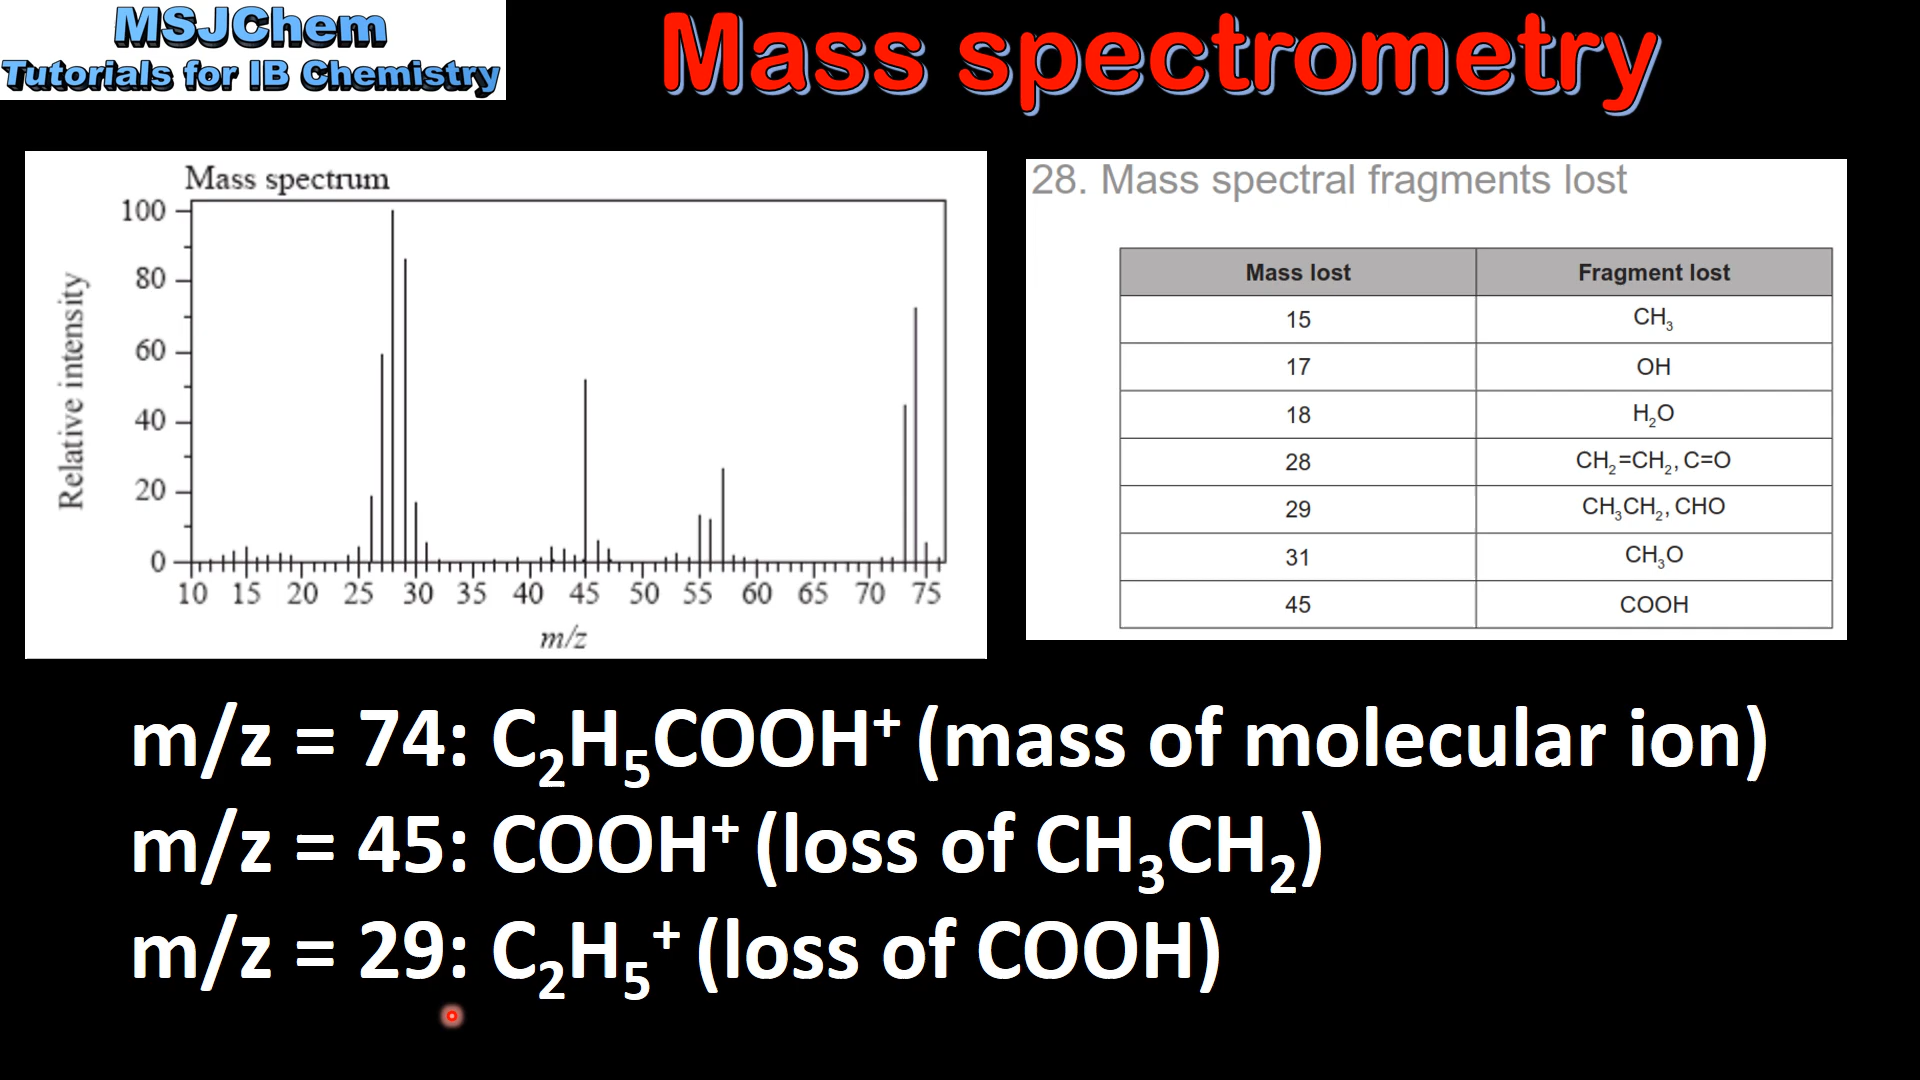 MSJChem
Tutorials for IB Chemistry
Mass spectrometry
Mass spectrum
100
80
60
40
20
0
Relative intensity
10 15 20 25 30 35 40 45 50 55 60 65 70 75
m/z
28. Mass spectral fragments lost
Mass lost Fragment lost
15 CH₃
17 OH
18 H₂O
28 CH₂=CH₂, C=O
29 CH₃CH₂, CHO
31 CH₃O
45 COOH
m/z = 74: C₂H₅COOH⁺ (mass of molecular ion)
m/z = 45: COOH⁺ (loss of CH₃CH₂)
m/z = 29: C₂H₅⁺ (loss of COOH)